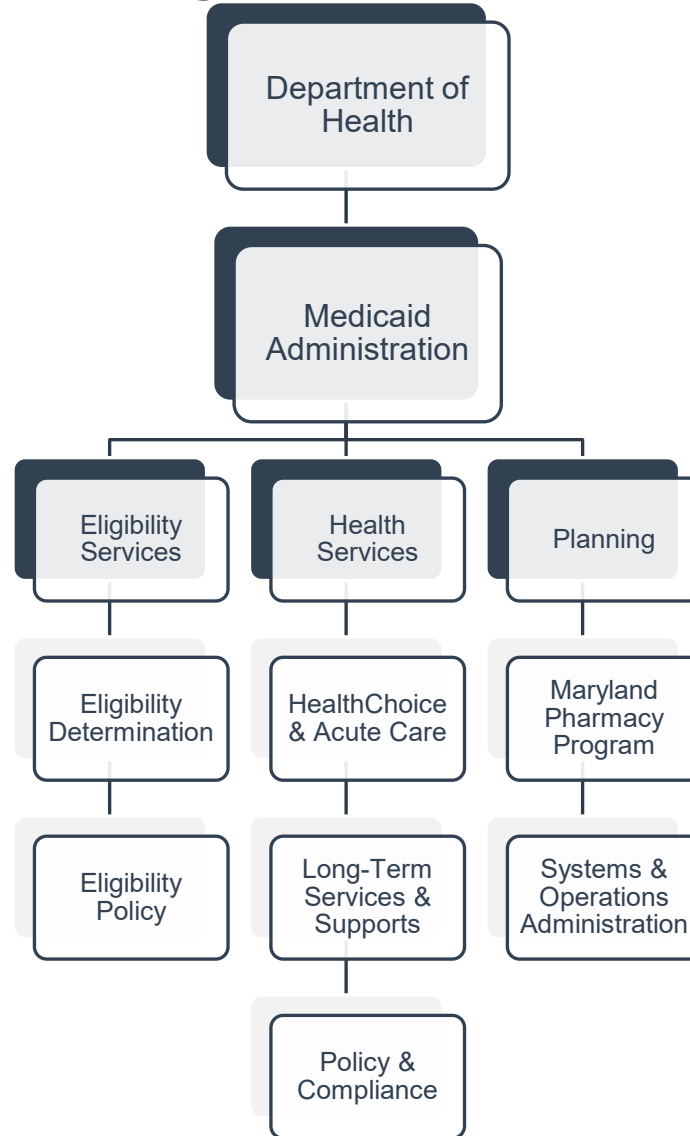 Department of
Health
Medicaid
Administration
Eligibility
Services
Health
Services
Planning
Eligibility
Determination
HealthChoice
& Acute Care
Maryland
Pharmacy
Program
Eligibility
Policy
Long-Term
Services &
Supports
Systems &
Operations
Administration
Policy &
Compliance